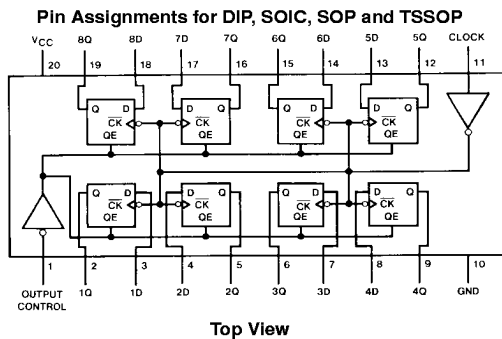 Pin Assignments for DIP, SOIC, SOP and TSSOP
VCC 8Q 8D 7D 7Q 6Q 6D 5D 5Q CLOCK
20 19 18 17 16 15 14 13 12 11
Q D D Q Q D D Q
CK CK CK CK
QE QE QE QE
Q D D Q Q D D Q
CK CK CK CK
QE QE QE QE
1 2 3 4 5 6 7 8 9 10
OUTPUT CONTROL 1Q 1D 2D 2Q 3Q 3D 4D 4Q GND
Top View